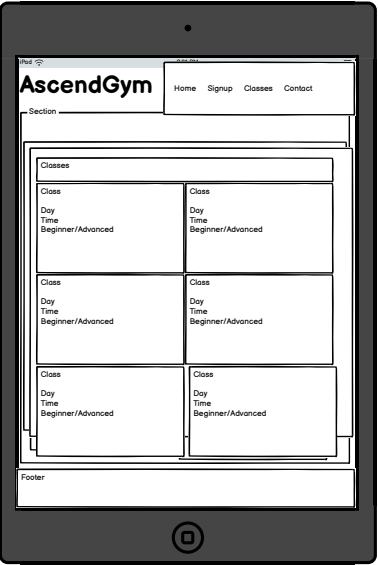 iPad
AscendGym
Home Signup Classes Contact
Section
Classes
Class
Day
Time
Beginner/Advanced
Class
Day
Time
Beginner/Advanced
Class
Day
Time
Beginner/Advanced
Class
Day
Time
Beginner/Advanced
Class
Day
Time
Beginner/Advanced
Class
Day
Time
Beginner/Advanced
Footer